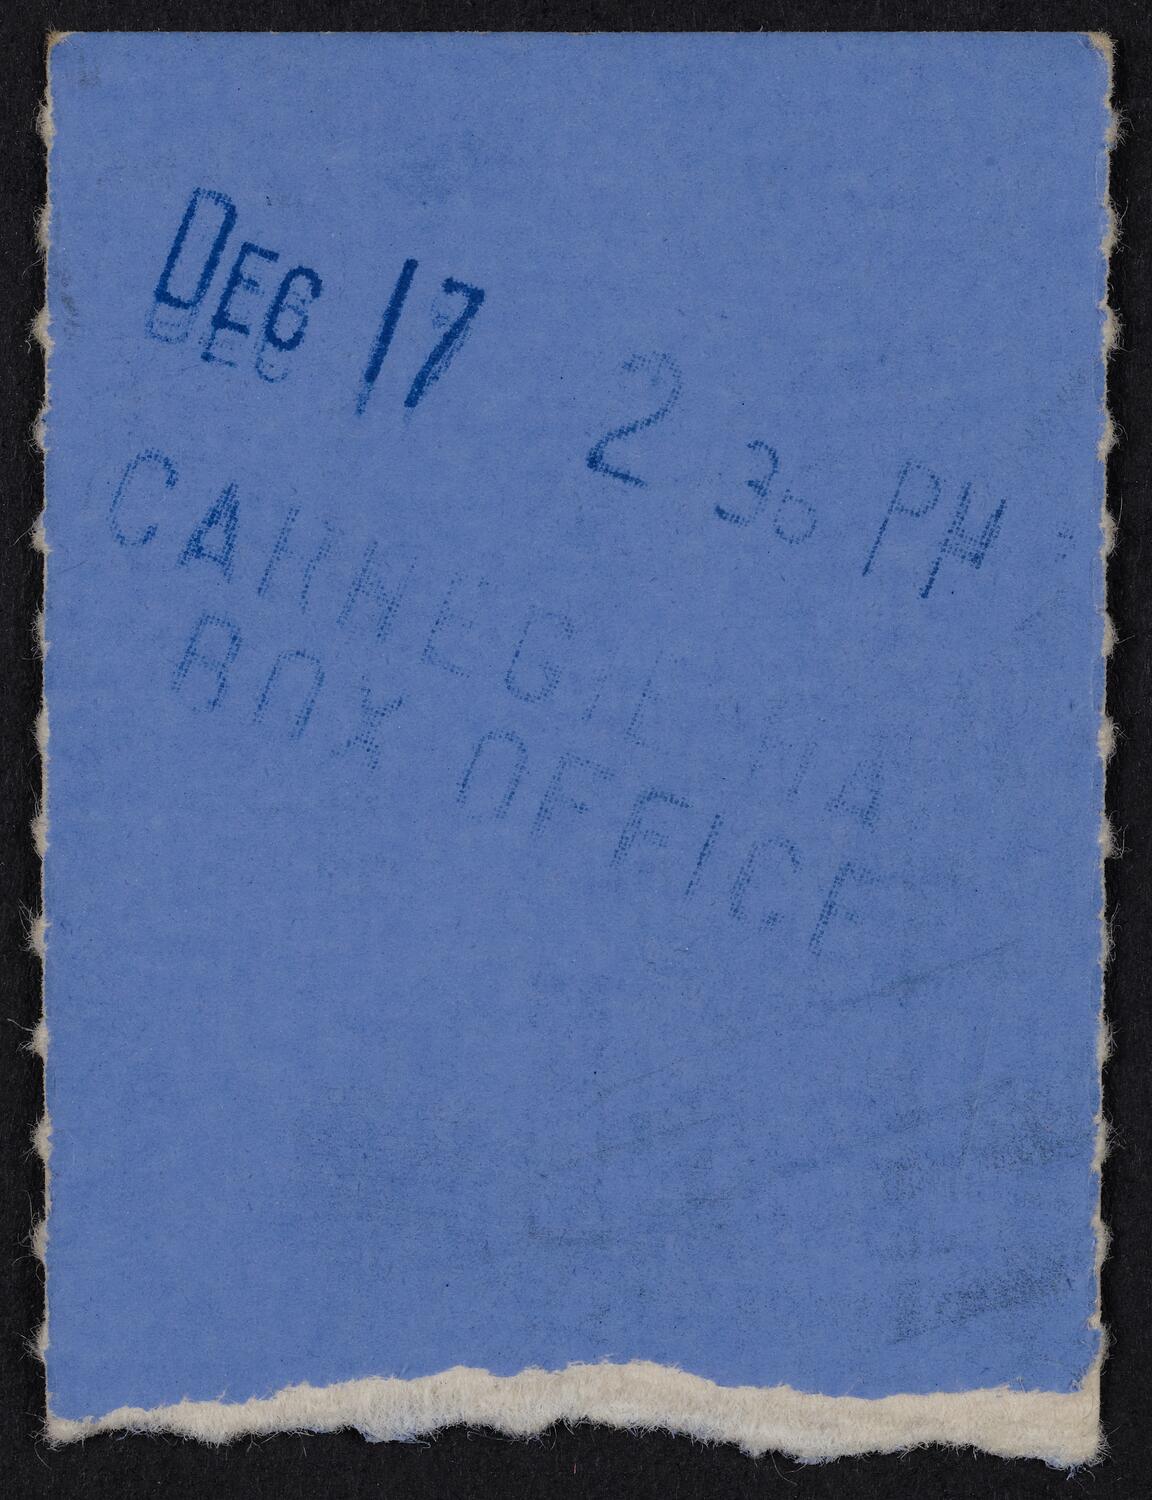 DEC 17 2 30 PM
CARNEGIE HA
BOX OFFICE